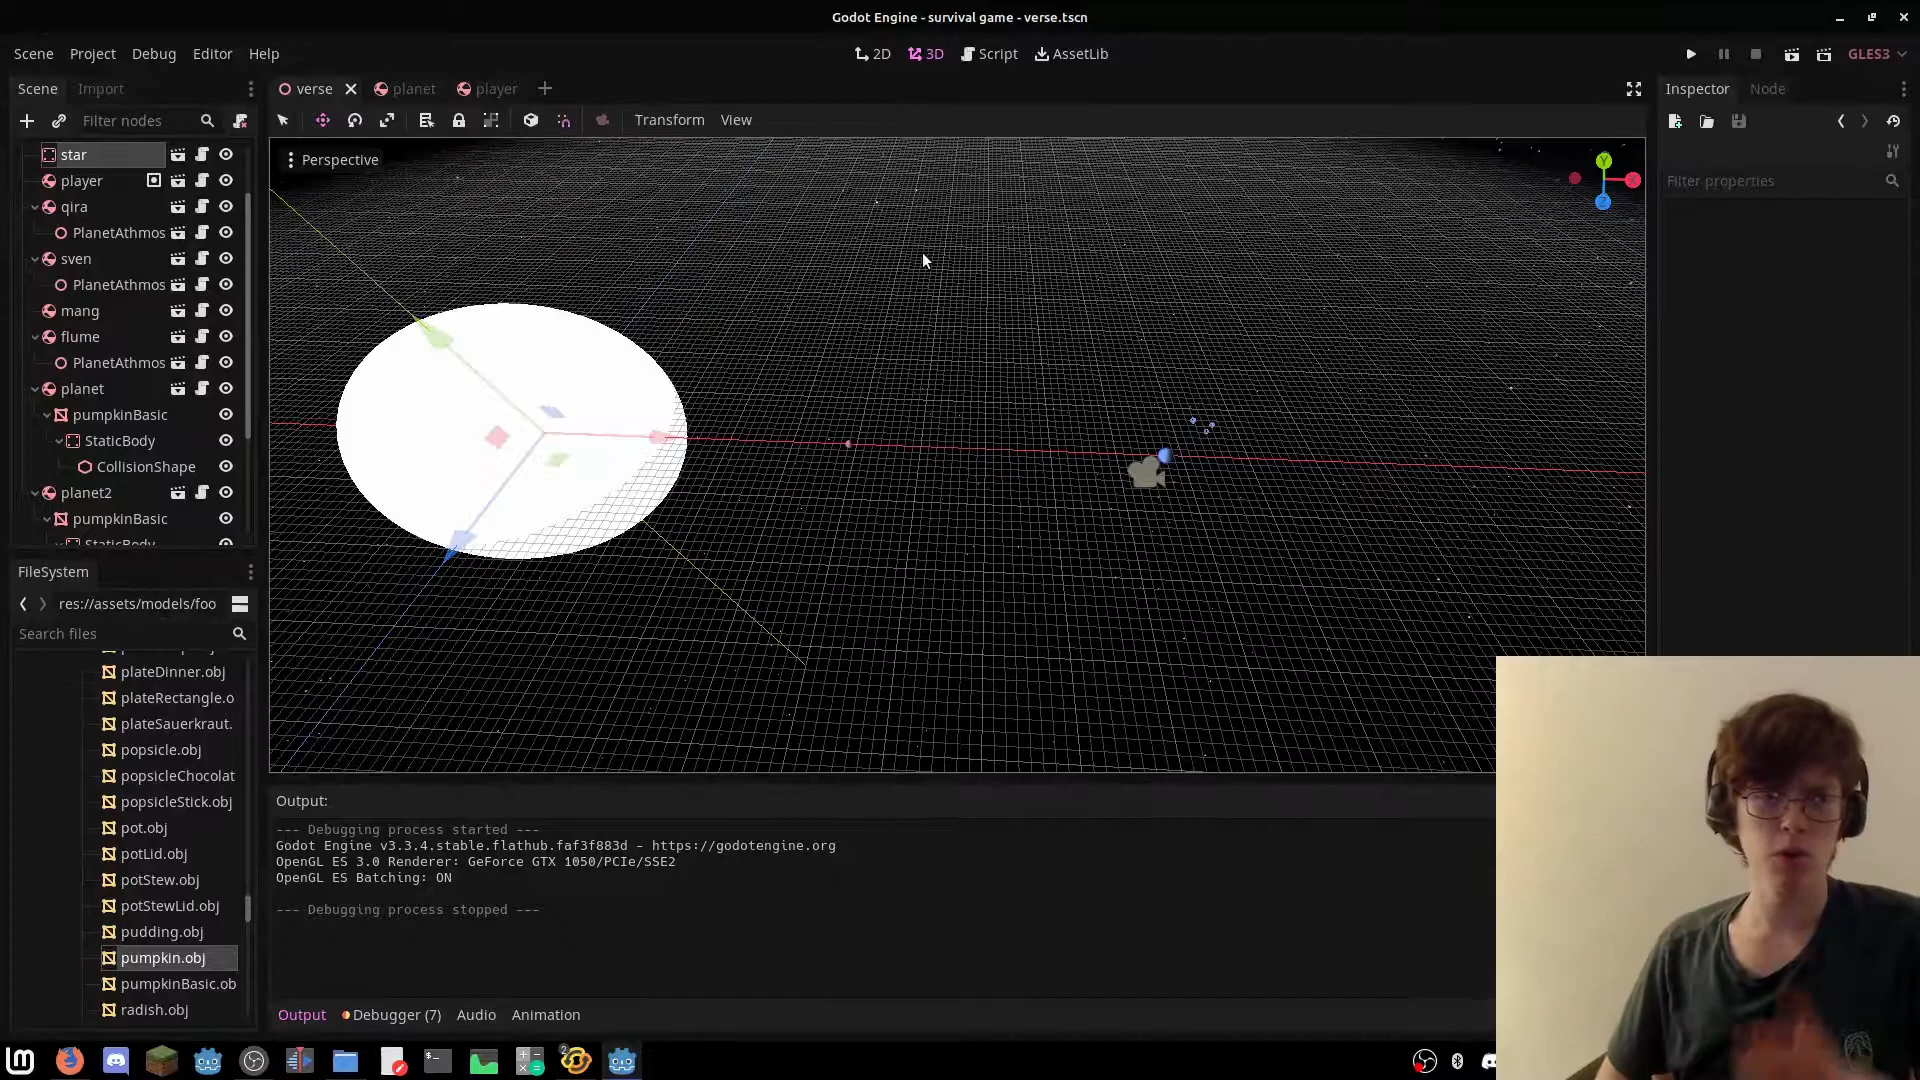 Godot Engine - survival game - verse.tscn
Scene Project Debug Editor Help
2D 3D Script AssetLib
GLES3
Scene Import
verse planet player
Inspector Node
Filter nodes
Transform View
Perspective
Y
X
Z
Filter properties
star
player
qira
PlanetAthmos
sven
PlanetAthmos
mang
flume
PlanetAthmos
planet
pumpkinBasic
StaticBody
CollisionShape
planet2
pumpkinBasic
StaticBody
FileSystem
res://assets/models/foo
Search files
plateDinner.obj
plateRectangle.o
plateSauerkraut.
popsicle.obj
popsicleChocolat
popsicleStick.obj
pot.obj
potLid.obj
potStew.obj
potStewLid.obj
pudding.obj
pumpkin.obj
pumpkinBasic.ob
radish.obj
Output:
--- Debugging process started ---
Godot Engine v3.3.4.stable.flathub.faf3f883d - https://godotengine.org
OpenGL ES 3.0 Renderer: GeForce GTX 1050/PCIe/SSE2
OpenGL ES Batching: ON
--- Debugging process stopped ---
Output Debugger (7) Audio Animation
2